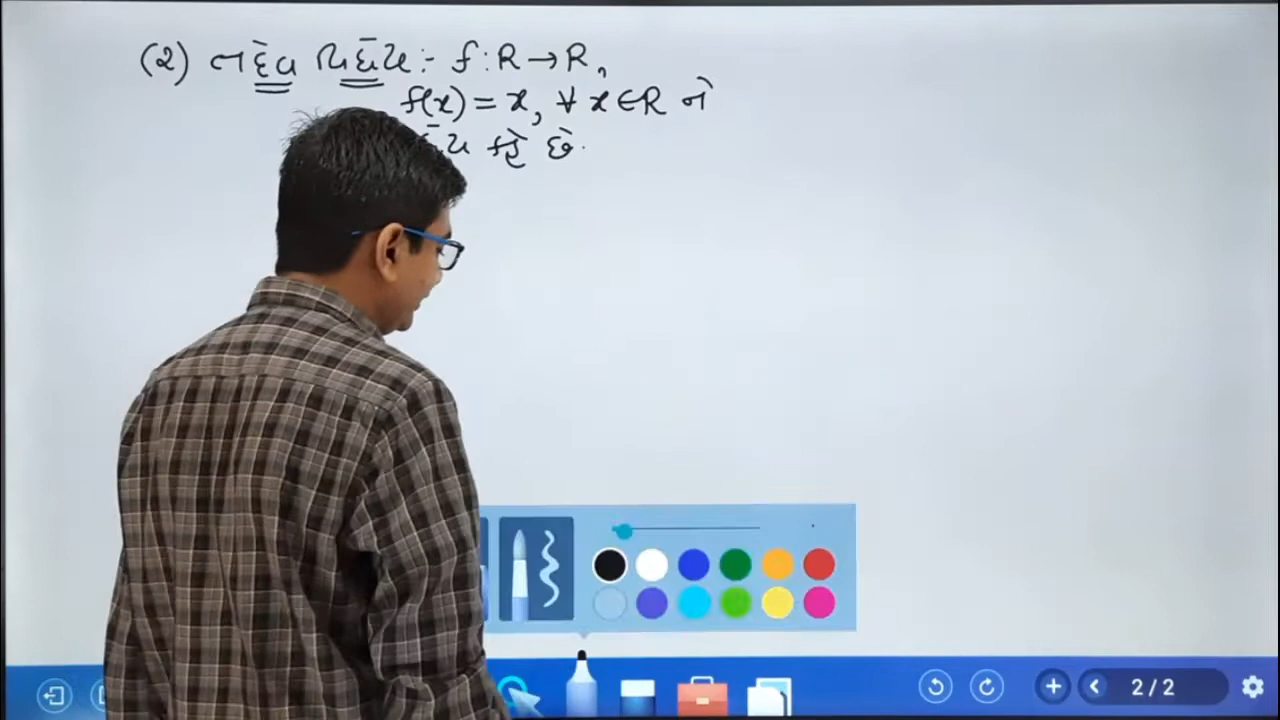 (૨) તદેવ વિધેય :- f : R → R,
f(x) = x, ∀ x ∈ R ને
કહે છે.
2 / 2